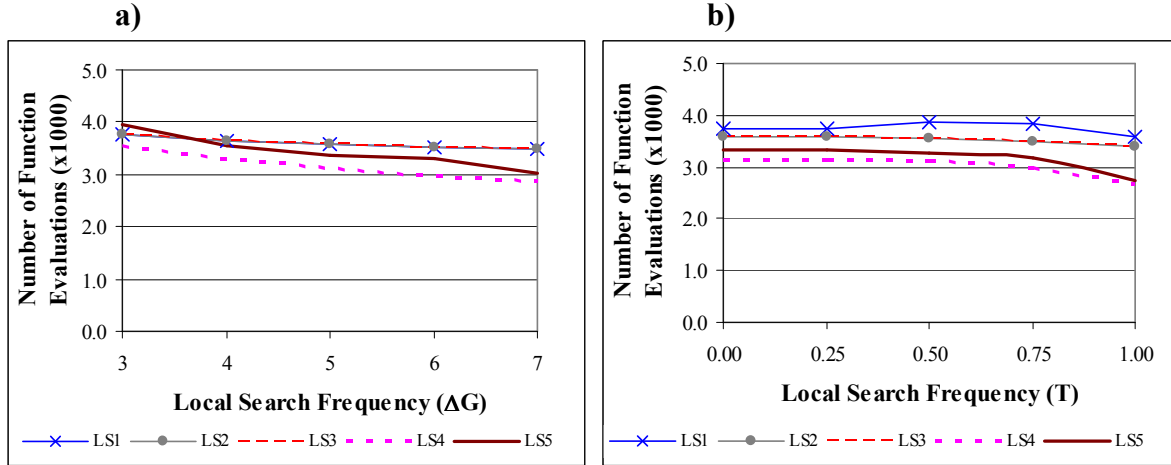 a)
Number of Function
Evaluations (x1000)
5.0
4.0
3.0
2.0
1.0
0.0
3 4 5 6 7
Local Search Frequency (ΔG)
LS1 LS2 LS3 LS4 LS5
b)
Number of Function
Evaluations (x1000)
5.0
4.0
3.0
2.0
1.0
0.0
0.00 0.25 0.50 0.75 1.00
Local Search Frequency (T)
LS1 LS2 LS3 LS4 LS5